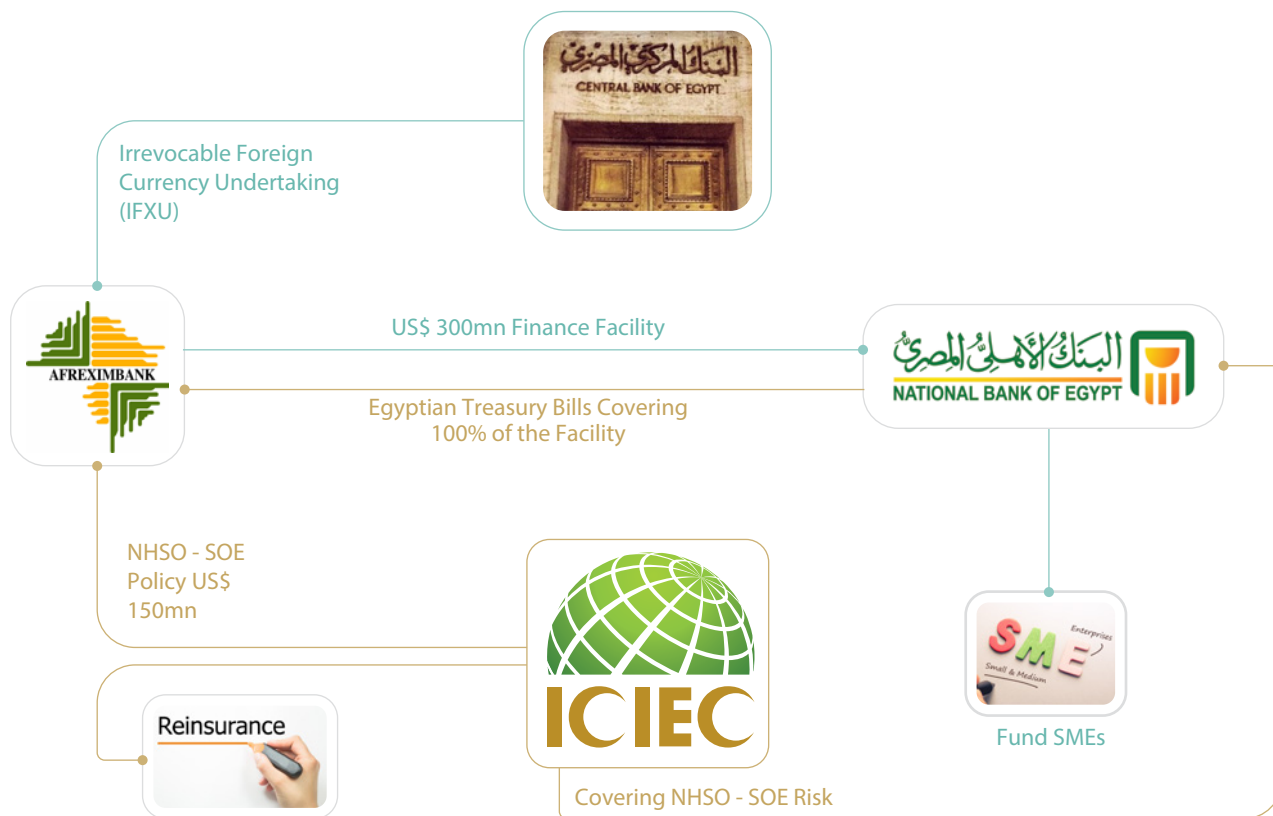 البنك المركزي المصري
CENTRAL BANK OF EGYPT
Irrevocable Foreign
Currency Undertaking
(IFXU)
AFREXIMBANK
US$ 300mn Finance Facility
Egyptian Treasury Bills Covering
100% of the Facility
البنك الأهلي المصري
NATIONAL BANK OF EGYPT
NHSO - SOE
Policy US$
150mn
ICIEC
Reinsurance
SME
Enterprises
Small & Medium
Fund SMEs
Covering NHSO - SOE Risk